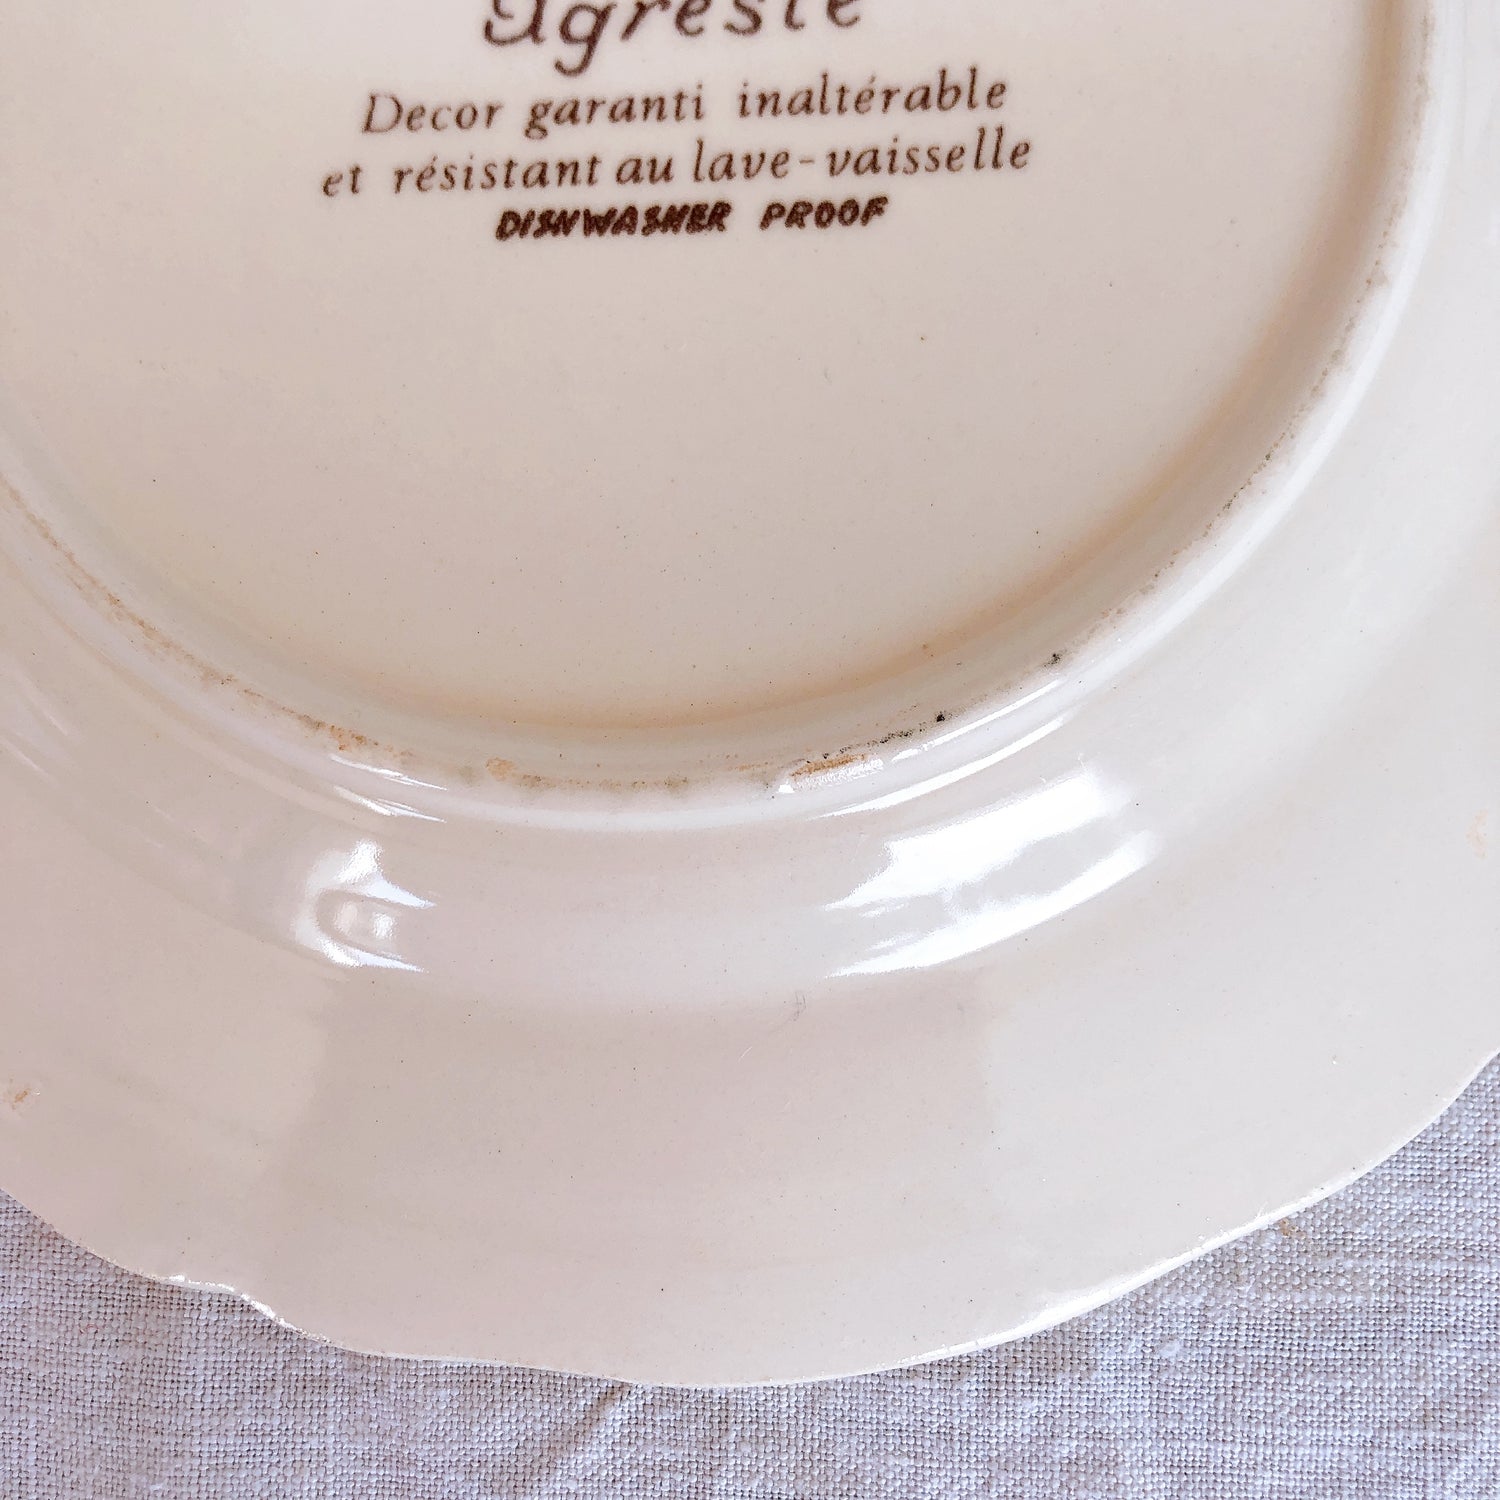 Agreste
Decor garanti inaltérable
et résistant au lave-vaisselle
DISHWASHER PROOF